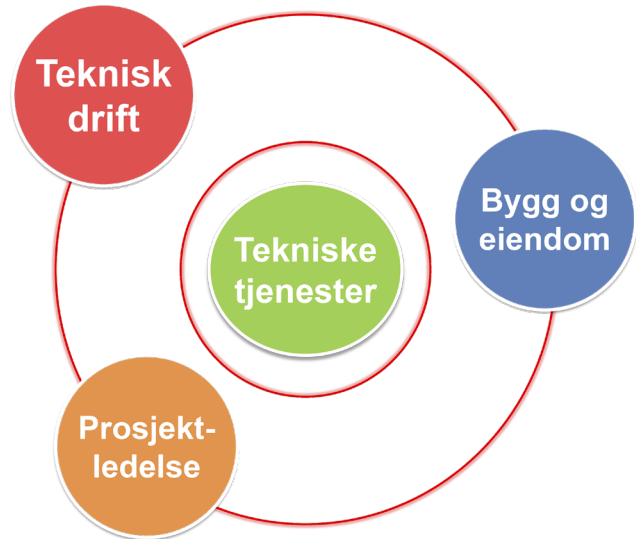 Teknisk
drift
Bygg og
eiendom
Tekniske
tjenester
Prosjekt-
ledelse